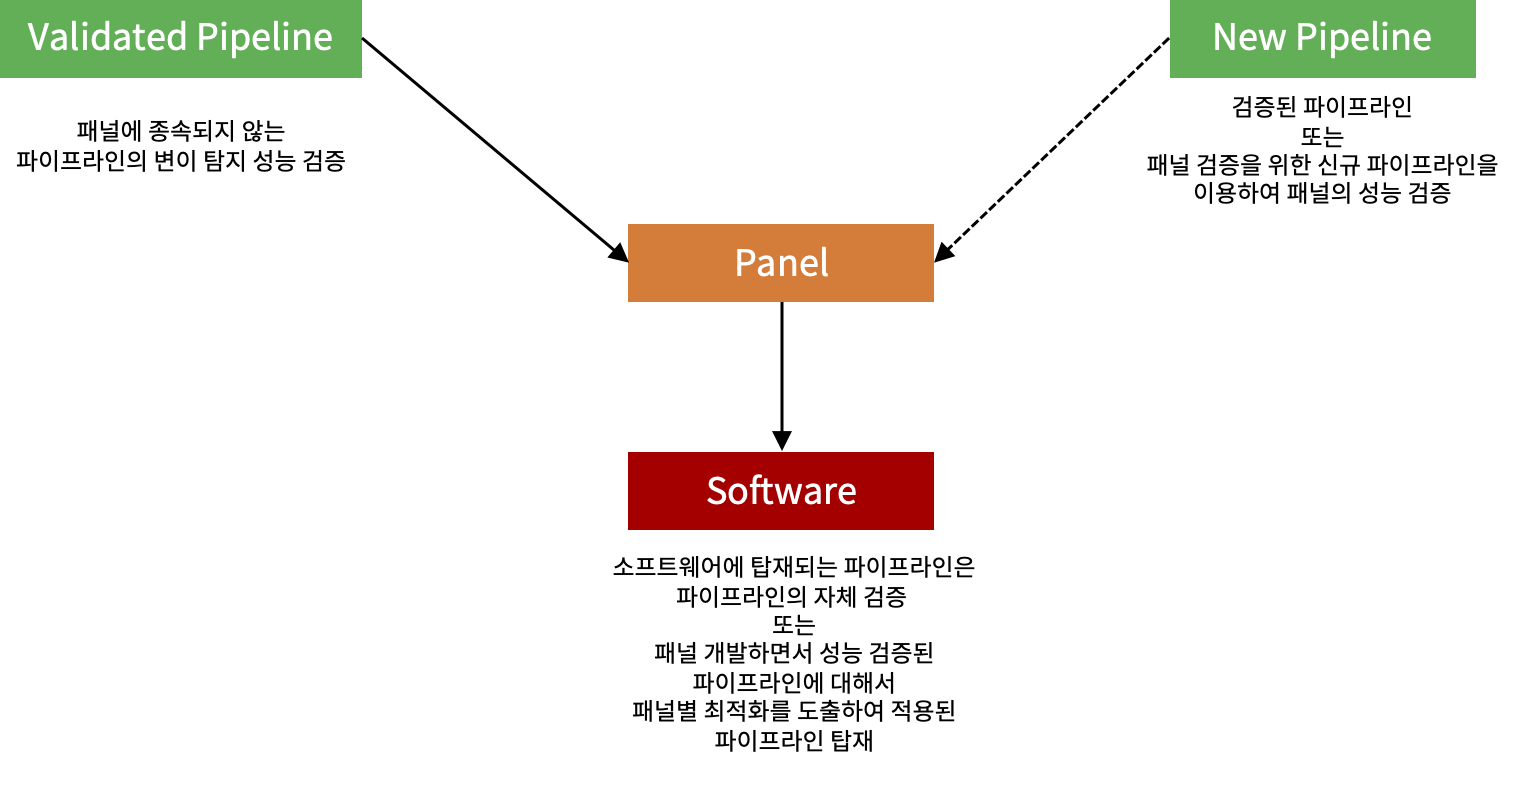 Validated Pipeline
패널에 종속되지 않는
파이프라인의 변이 탐지 성능 검증
New Pipeline
검증된 파이프라인
또는
패널 검증을 위한 신규 파이프라인을
이용하여 패널의 성능 검증
Panel
Software
소프트웨어에 탑재되는 파이프라인은
파이프라인의 자체 검증
또는
패널 개발하면서 성능 검증된
파이프라인에 대해서
패널별 최적화를 도출하여 적용된
파이프라인 탑재